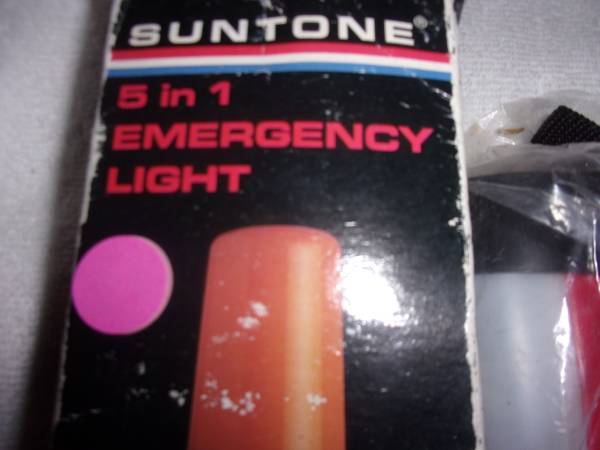 SUNTONE®
5 in 1
EMERGENCY
LIGHT